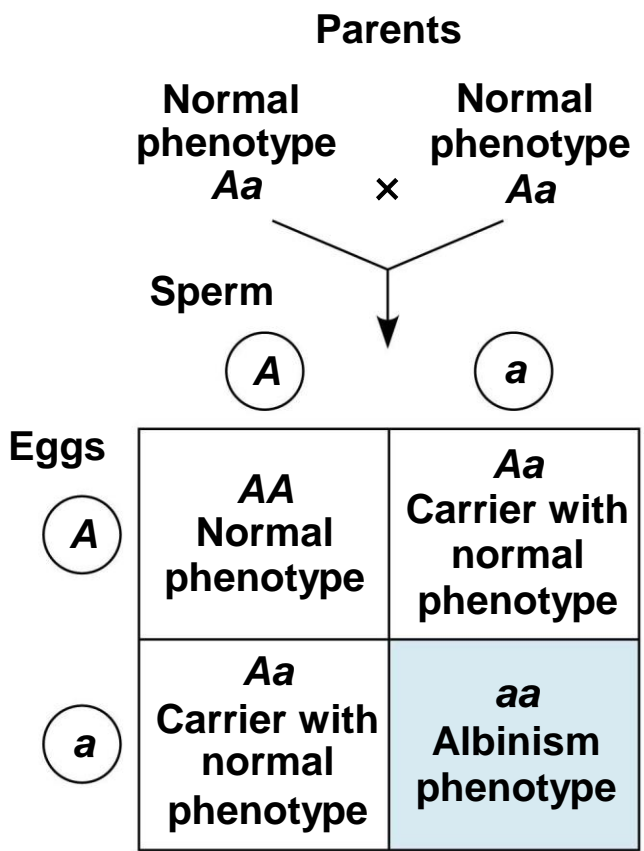 Parents
Normal
phenotype
Aa
×
Normal
phenotype
Aa
Sperm
A
a
Eggs
A
AA
Normal
phenotype
Aa
Carrier with
normal
phenotype
a
Aa
Carrier with
normal
phenotype
aa
Albinism
phenotype